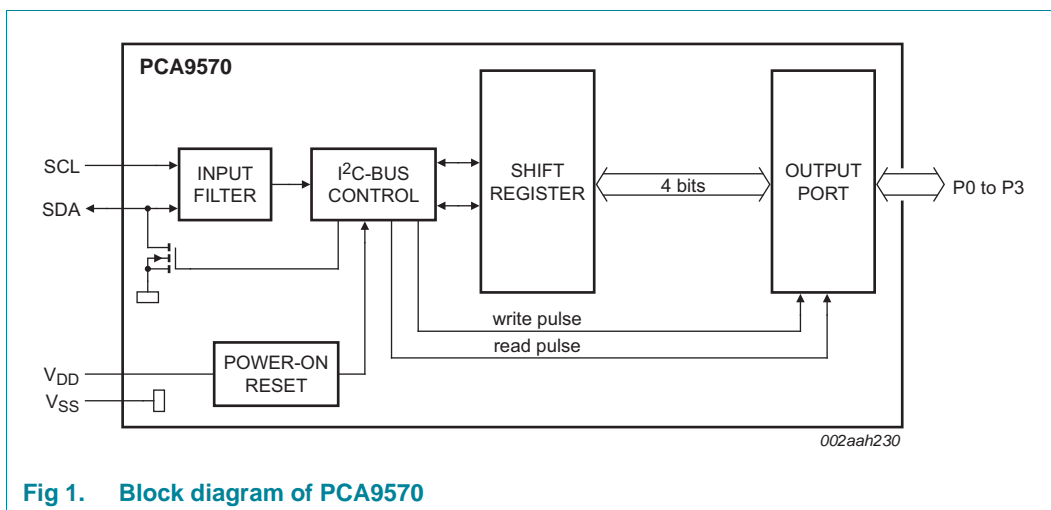 PCA9570
SCL
SDA
INPUT
FILTER
I²C-BUS
CONTROL
SHIFT
REGISTER
4 bits
OUTPUT
PORT
P0 to P3
write pulse
read pulse
POWER-ON
RESET
VDD
VSS
002aah230
Fig 1. Block diagram of PCA9570